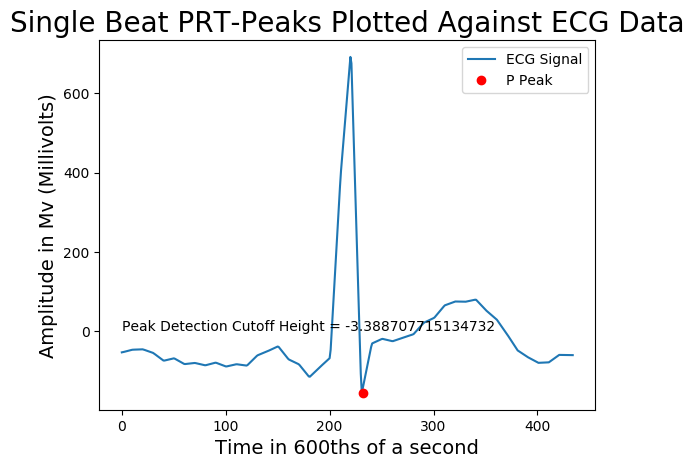 Single Beat PRT-Peaks Plotted Against ECG Data
ECG Signal
P Peak
Amplitude in Mv (Millivolts)
600
400
200
0
Peak Detection Cutoff Height = -3.388707715134732
0 100 200 300 400
Time in 600ths of a second